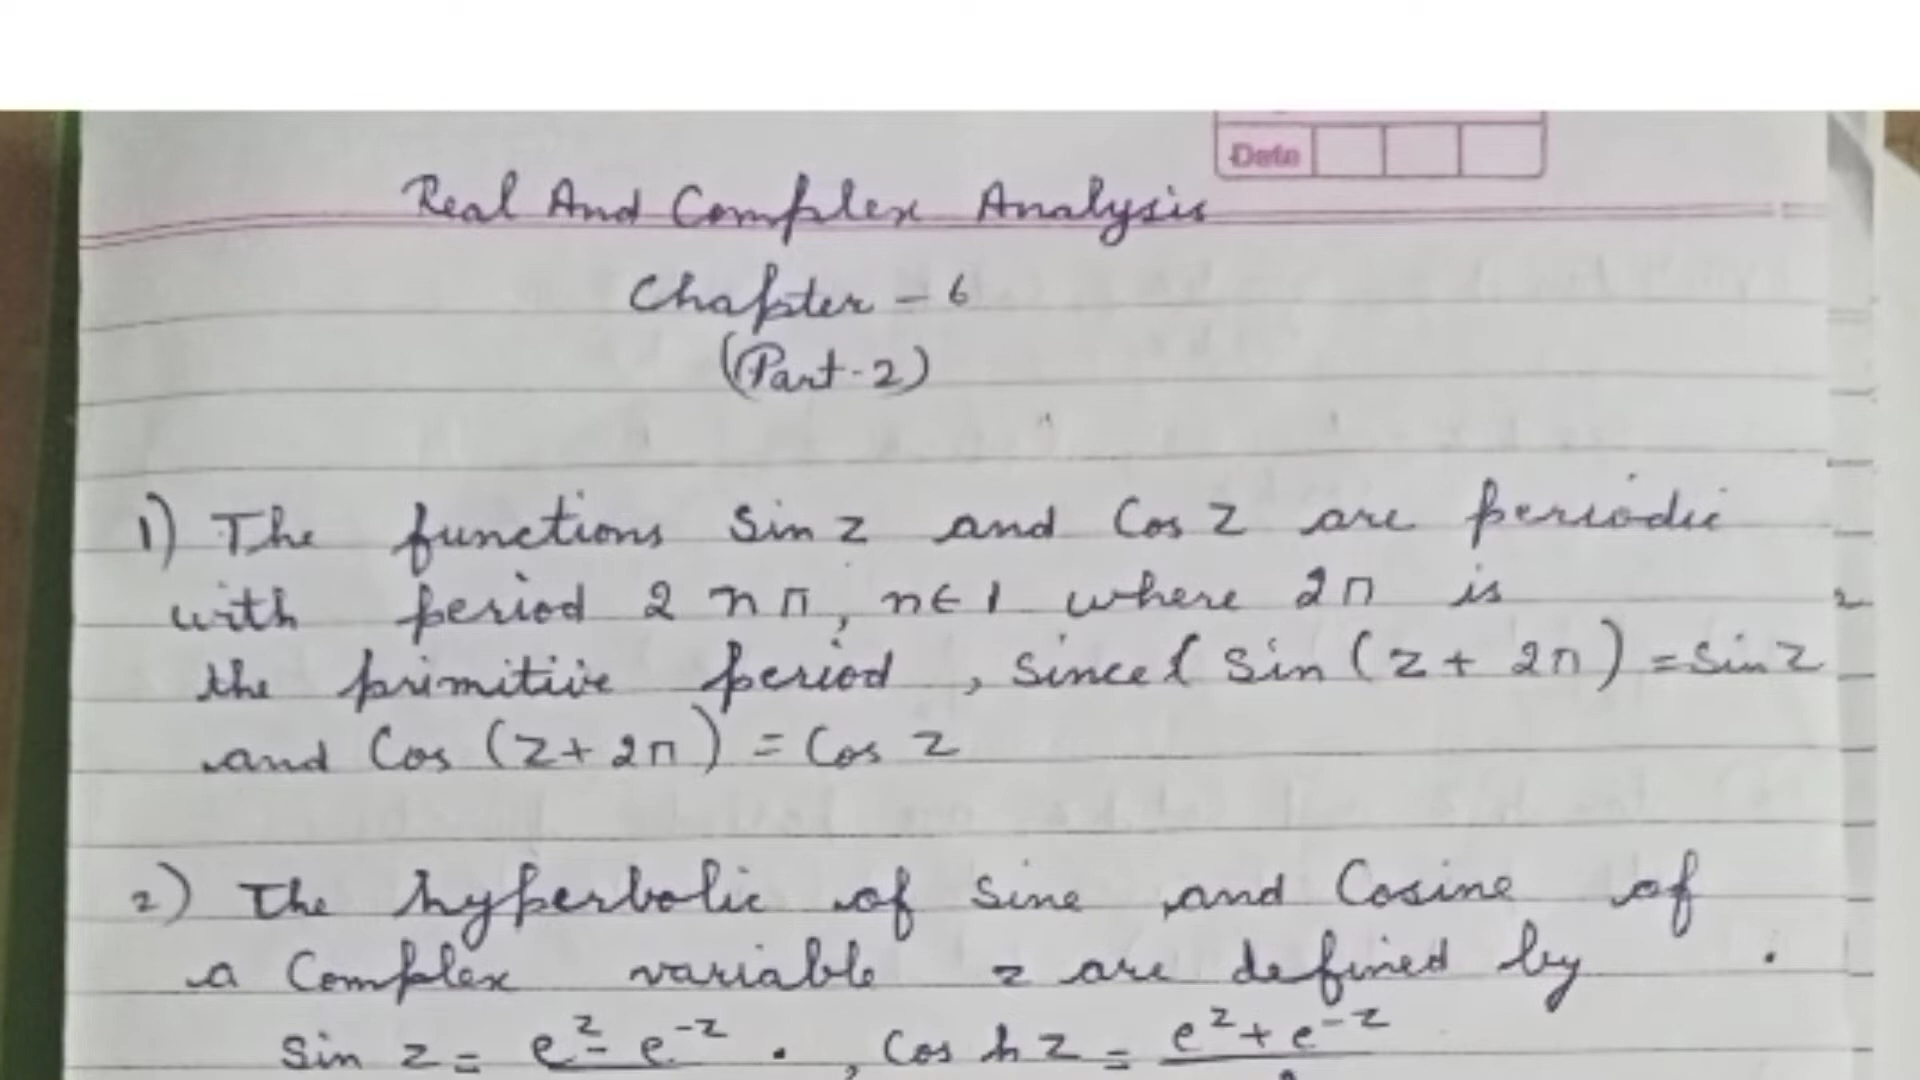 Date
Real And Complex Analysis
Chapter - 6
(Part-2)
1) The functions Sin z and Cos z are periodic
with period 2nπ, n∈I where 2π is
the primitive period, since { Sin (z + 2π) = Sin z
and Cos (z + 2π) = Cos z
2) The hyperbolic of Sine and Cosine of
a Complex variable z are defined by
Sin z = e^z - e^-z , Cos h z = e^z + e^-z